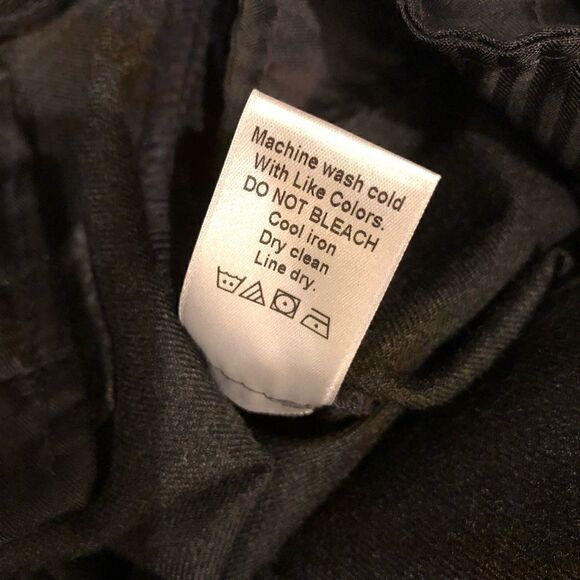 Machine wash cold
With Like Colors.
DO NOT BLEACH
Cool iron
Dry clean
Line dry.